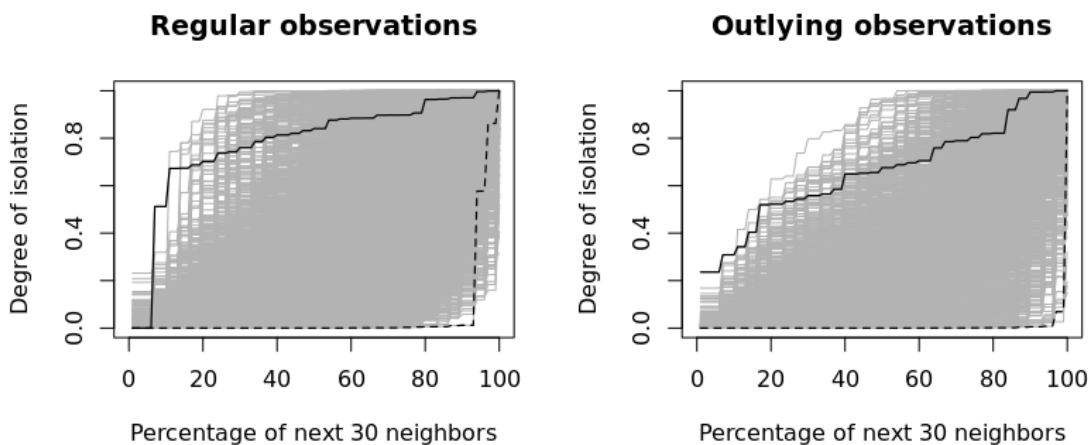 Regular observations
Degree of isolation
0.0
0.4
0.8
0 20 40 60 80 100
Percentage of next 30 neighbors
Outlying observations
Degree of isolation
0.0
0.4
0.8
0 20 40 60 80 100
Percentage of next 30 neighbors